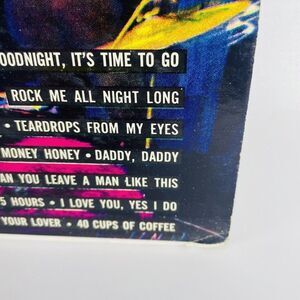 OODNIGHT, IT'S TIME TO GO
ROCK ME ALL NIGHT LONG
• TEARDROPS FROM MY EYES
MONEY HONEY • DADDY, DADDY
AN YOU LEAVE A MAN LIKE THIS
5 HOURS • I LOVE YOU, YES I DO
YOUR LOVER • 40 CUPS OF COFFEE